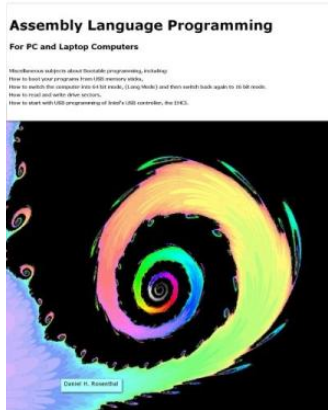 Assembly Language Programming
For PC and Laptop Computers
Miscellaneous subjects about Bootable programming, including:
How to boot your programs from USB memory sticks,
How to switch the computer into 64 bit mode, (Long Mode) and then switch back again to 16 bit mode.
How to read and write drive sectors.
How to start with USB programming of Intel's USB controller, the EHCI.
Daniel H. Rosenthal